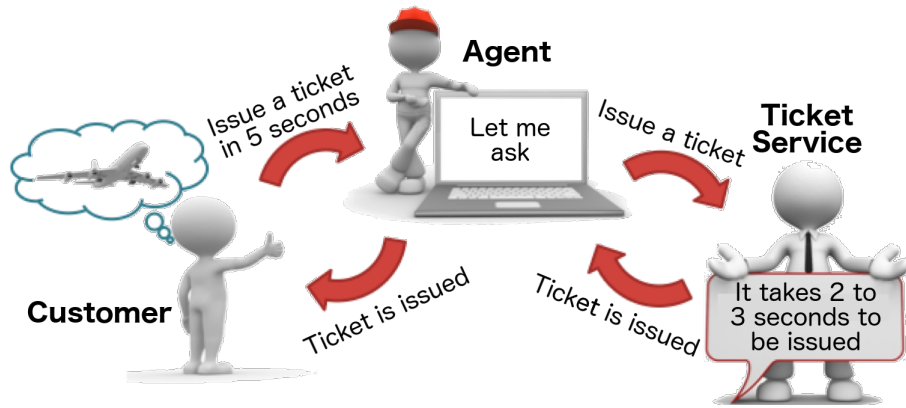 Agent
Issue a ticket
in 5 seconds
Let me
ask
Issue a ticket
Ticket
Service
Customer
Ticket is issued
Ticket is issued
It takes 2 to
3 seconds to
be issued